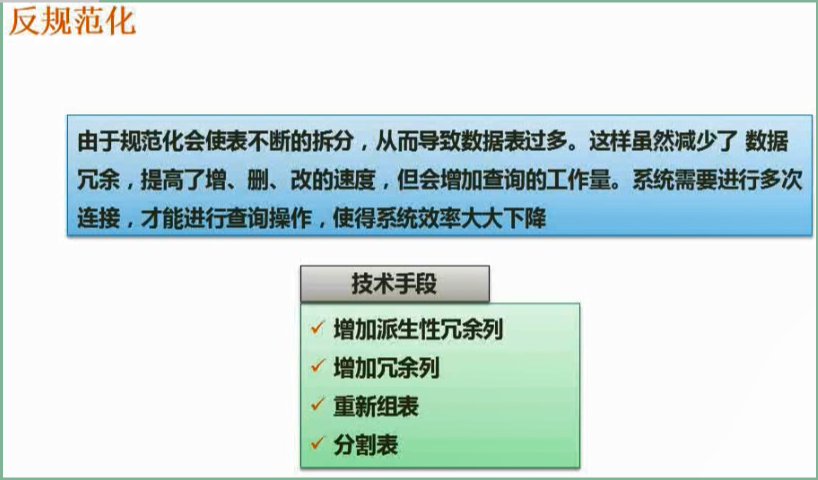 反规范化
由于规范化会使表不断的拆分，从而导致数据表过多。这样虽然减少了 数据
冗余，提高了增、删、改的速度，但会增加查询的工作量。系统需要进行多次
连接，才能进行查询操作，使得系统效率大大下降
技术手段
✓ 增加派生性冗余列
✓ 增加冗余列
✓ 重新组表
✓ 分割表